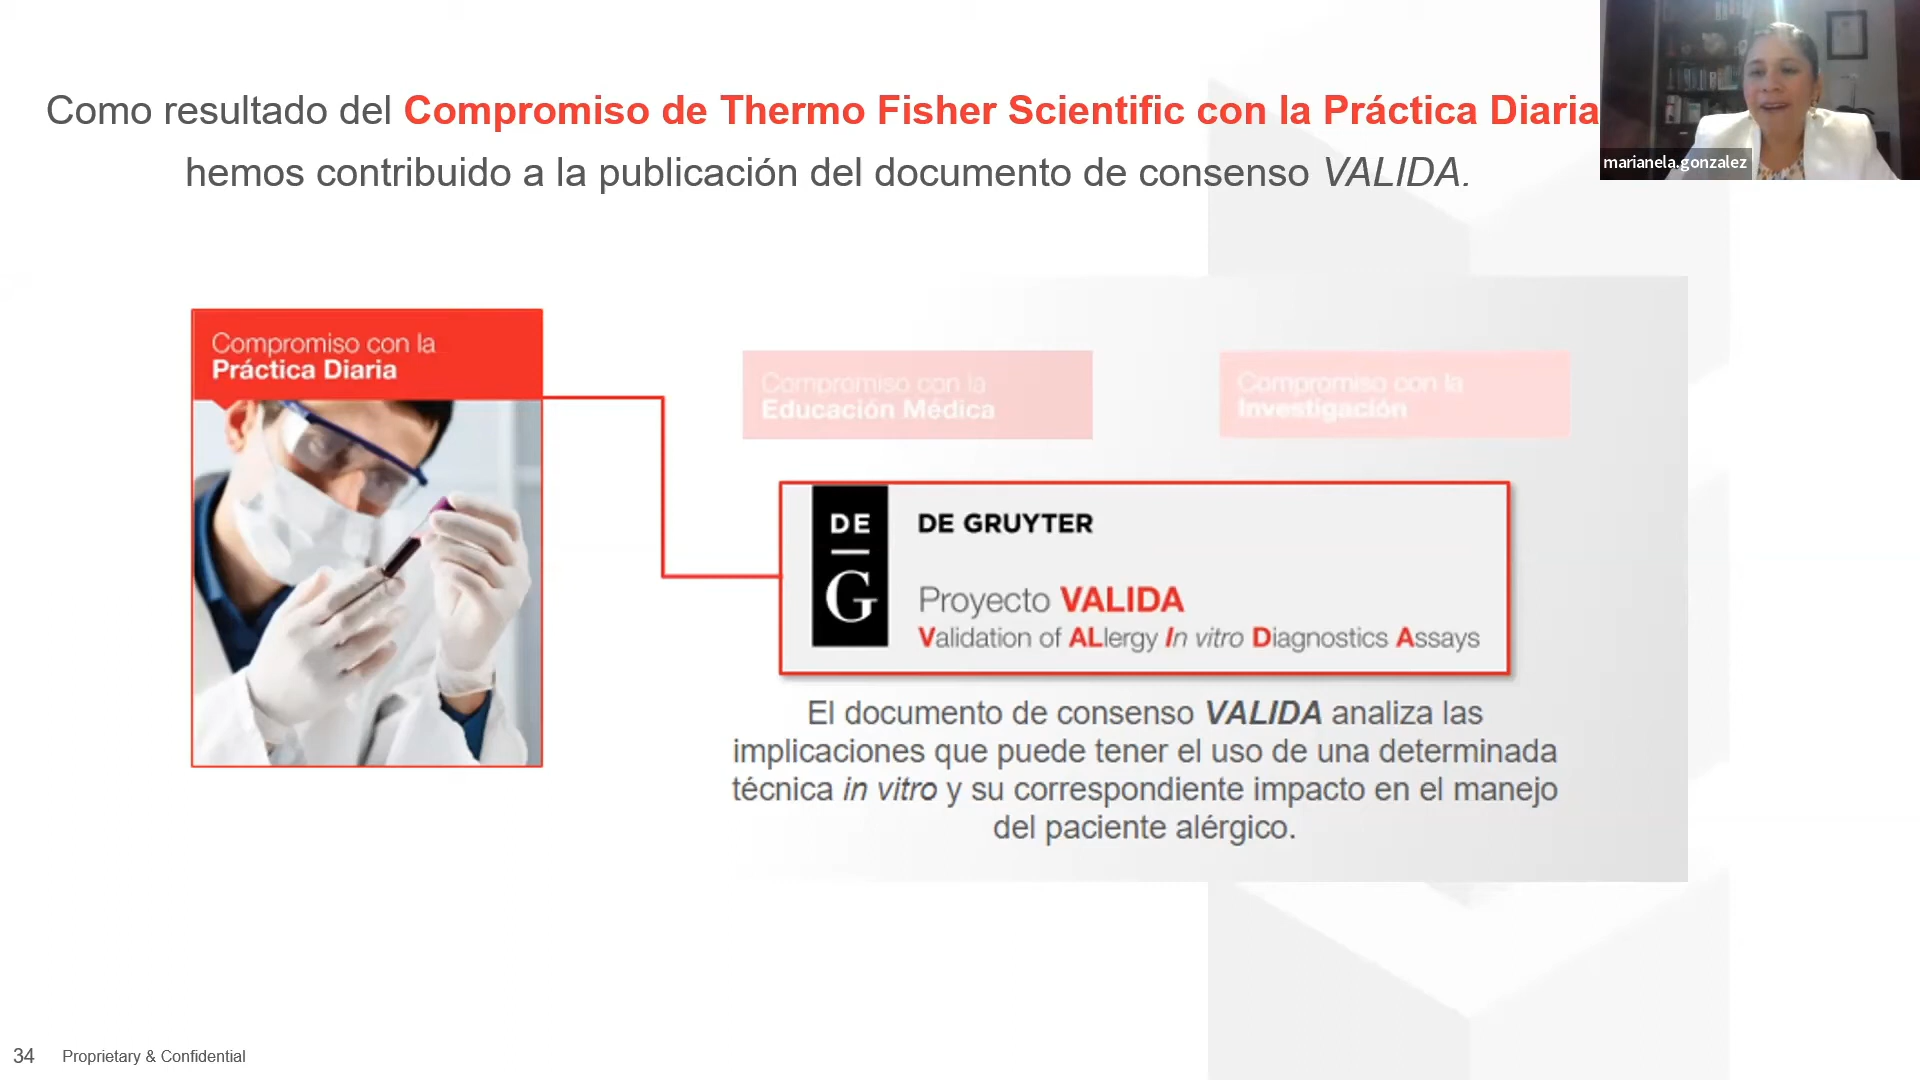 Como resultado del Compromiso de Thermo Fisher Scientific con la Práctica Diaria
hemos contribuido a la publicación del documento de consenso VALIDA.
marianela.gonzalez
Compromiso con la
Práctica Diaria
Compromiso con la
Educación Médica
Compromiso con la
Investigación
DE
G
DE GRUYTER
Proyecto VALIDA
Validation of ALlergy In vitro Diagnostics Assays
El documento de consenso VALIDA analiza las
implicaciones que puede tener el uso de una determinada
técnica in vitro y su correspondiente impacto en el manejo
del paciente alérgico.
34 Proprietary & Confidential